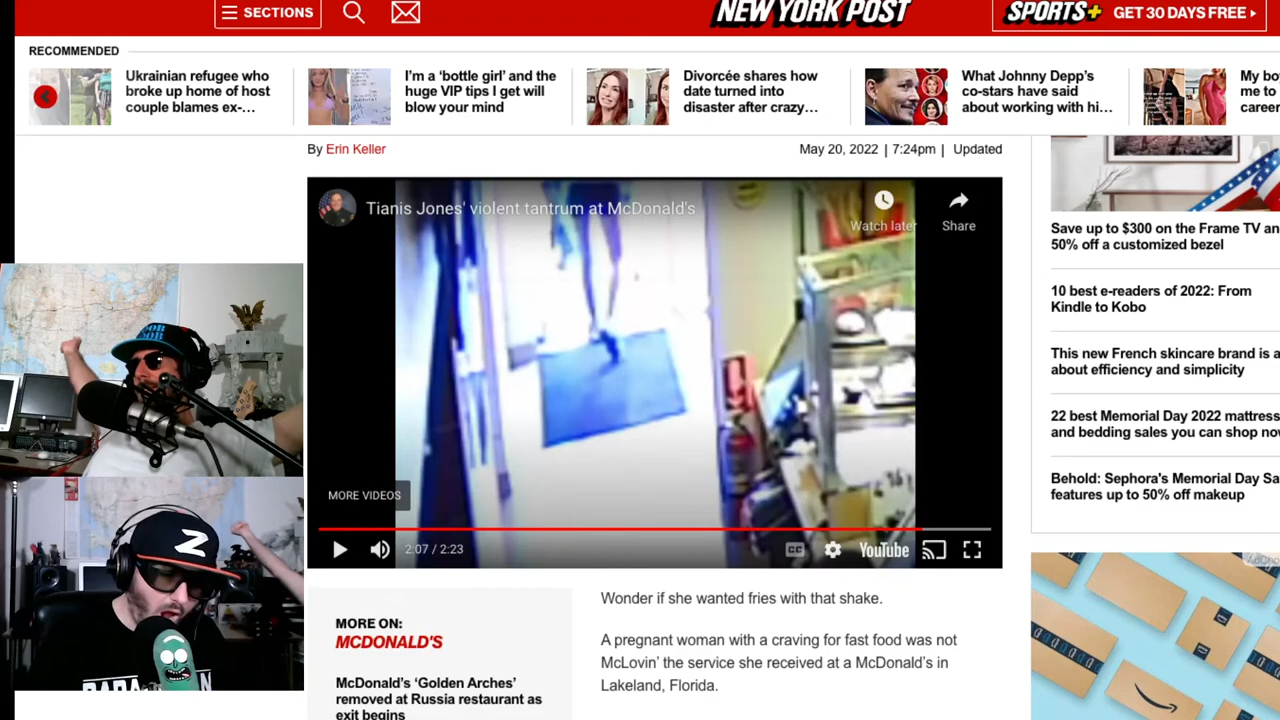 SECTIONS
NEW YORK POST
SPORTS+ GET 30 DAYS FREE
RECOMMENDED
Ukrainian refugee who
broke up home of host
couple blames ex-...
I'm a 'bottle girl' and the
huge VIP tips I get will
blow your mind
Divorcée shares how
date turned into
disaster after crazy...
What Johnny Depp's
co-stars have said
about working with hi...
My bo
me to
career
By Erin Keller
May 20, 2022 | 7:24pm | Updated
Tianis Jones' violent tantrum at McDonald's
Watch later
Share
MORE VIDEOS
2:07 / 2:23
CC
YouTube
Save up to $300 on the Frame TV an
50% off a customized bezel
10 best e-readers of 2022: From
Kindle to Kobo
This new French skincare brand is a
about efficiency and simplicity
22 best Memorial Day 2022 mattress
and bedding sales you can shop now
Behold: Sephora's Memorial Day Sa
features up to 50% off makeup
Z
MORE ON:
MCDONALD'S
McDonald's 'Golden Arches'
removed at Russia restaurant as
exit begins
Wonder if she wanted fries with that shake.
A pregnant woman with a craving for fast food was not
McLovin' the service she received at a McDonald's in
Lakeland, Florida.